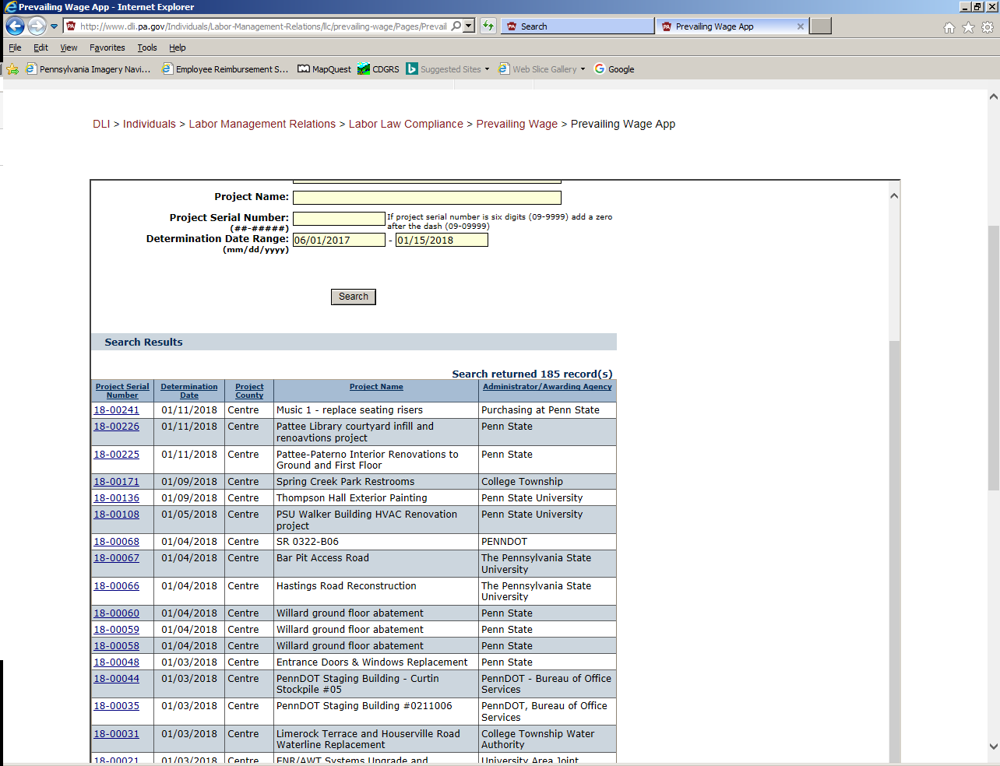 Prevailing Wage App - Internet Explorer
http://www.dli.pa.gov/Individuals/Labor-Management-Relations/llc/prevailing-wage/Pages/Prevail
Search
Prevailing Wage App
File Edit View Favorites Tools Help
Pennsylvania Imagery Navi... Employee Reimbursement S... MapQuest CDGRS Suggested Sites Web Slice Gallery Google
DLI > Individuals > Labor Management Relations > Labor Law Compliance > Prevailing Wage > Prevailing Wage App
Project Name:
Project Serial Number: If project serial number is six digits (09-9999) add a zero
(##-#####) after the dash (09-09999)
Determination Date Range: 06/01/2017 - 01/15/2018
(mm/dd/yyyy)
Search
Search Results
Search returned 185 record(s)
Project Serial Determination Project Project Name Administrator/Awarding Agency
Number Date County
18-00241 01/11/2018 Centre Music 1 - replace seating risers Purchasing at Penn State
18-00226 01/11/2018 Centre Pattee Library courtyard infill and Penn State
renoavtions project
18-00225 01/11/2018 Centre Pattee-Paterno Interior Renovations to Penn State
Ground and First Floor
18-00171 01/09/2018 Centre Spring Creek Park Restrooms College Township
18-00136 01/09/2018 Centre Thompson Hall Exterior Painting Penn State University
18-00108 01/05/2018 Centre PSU Walker Building HVAC Renovation Penn State University
project
18-00068 01/04/2018 Centre SR 0322-B06 PENNDOT
18-00067 01/04/2018 Centre Bar Pit Access Road The Pennsylvania State
University
18-00066 01/04/2018 Centre Hastings Road Reconstruction The Pennsylvania State
University
18-00060 01/04/2018 Centre Willard ground floor abatement Penn State
18-00059 01/04/2018 Centre Willard ground floor abatement Penn State
18-00058 01/04/2018 Centre Willard ground floor abatement Penn State
18-00048 01/03/2018 Centre Entrance Doors & Windows Replacement Penn State
18-00044 01/03/2018 Centre PennDOT Staging Building - Curtin PennDOT - Bureau of Office
Stockpile #05 Services
18-00035 01/03/2018 Centre PennDOT Staging Building #0211006 PennDOT, Bureau of Office
Services
18-00031 01/03/2018 Centre Limerock Terrace and Houserville Road College Township Water
Waterline Replacement Authority
18-00021 01/03/2018 Centre ENR/AWT Systems Upgrade and University Area Joint